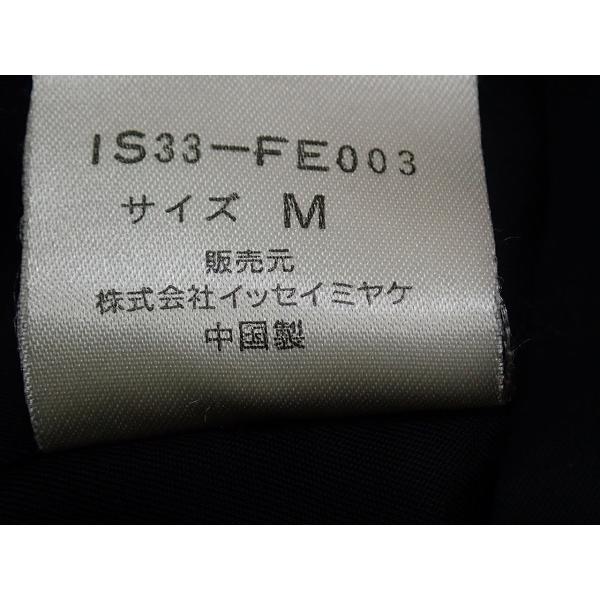 IS33-FE003
サイズ M
販売元
株式会社イッセイミヤケ
中国製